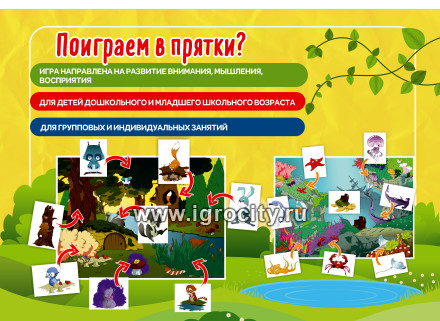 Поиграем в прятки?
ИГРА НАПРАВЛЕНА НА РАЗВИТИЕ ВНИМАНИЯ, МЫШЛЕНИЯ,
ВОСПРИЯТИЯ
ДЛЯ ДЕТЕЙ ДОШКОЛЬНОГО И МЛАДШЕГО ШКОЛЬНОГО ВОЗРАСТА
ДЛЯ ГРУППОВЫХ И ИНДИВИДУАЛЬНЫХ ЗАНЯТИЙ
www.igrocity.ru